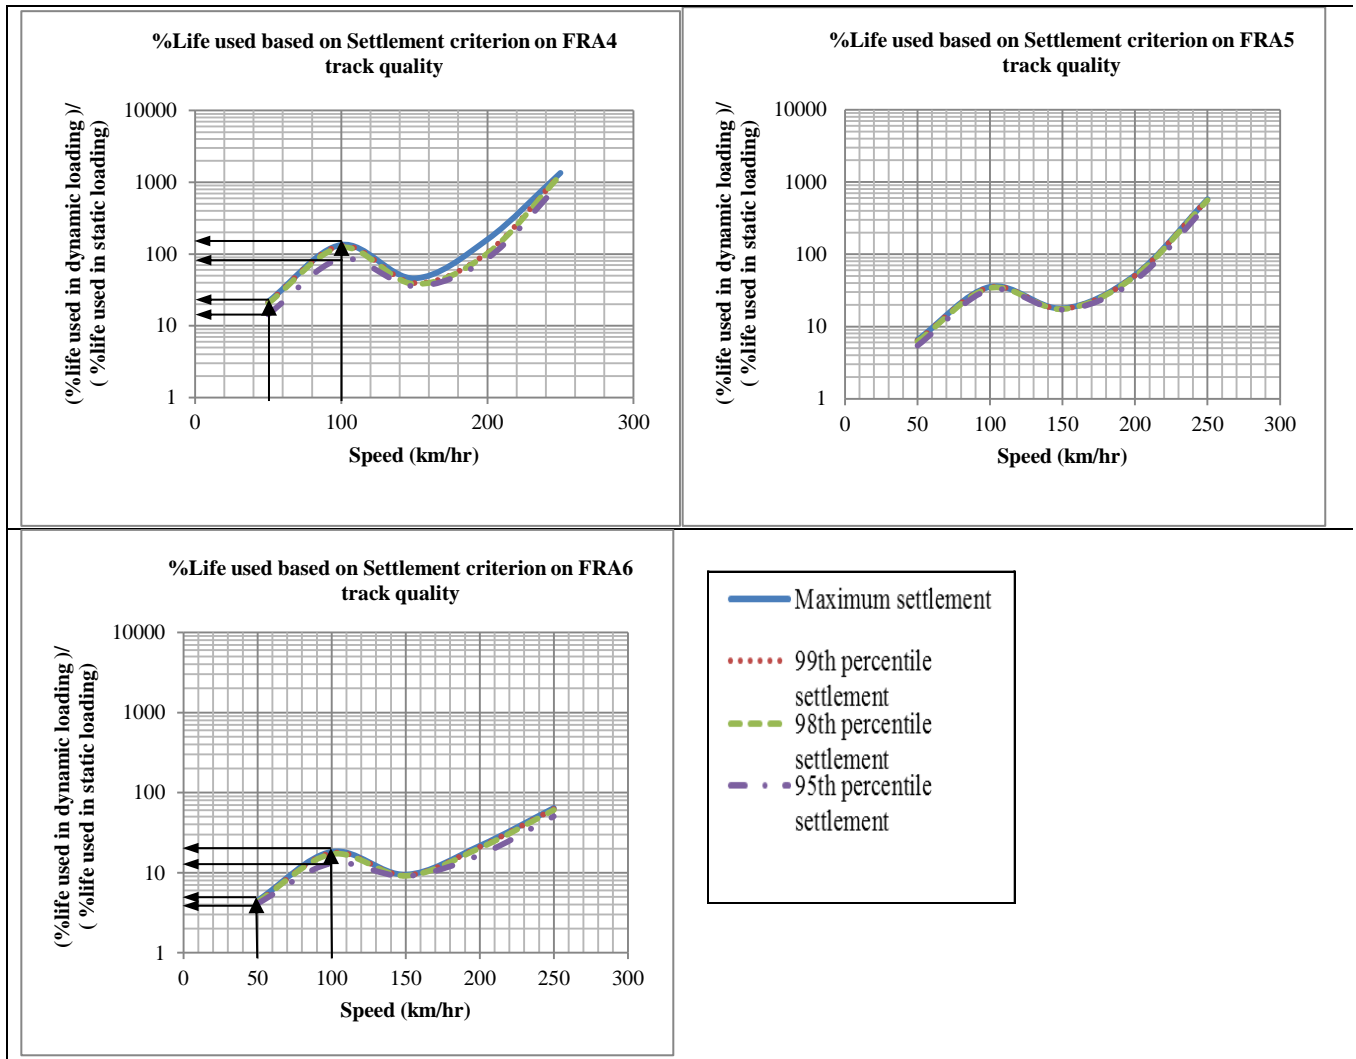 %Life used based on Settlement criterion on FRA4
track quality
(%life used in dynamic loading )/
( %life used in static loading)
10000
1000
100
10
1
0
100
200
300
Speed (km/hr)
%Life used based on Settlement criterion on FRA5
track quality
(%life used in dynamic loading )/
( %life used in static loading)
10000
1000
100
10
1
0
50
100
150
200
250
300
Speed (km/hr)
%Life used based on Settlement criterion on FRA6
track quality
(%life used in dynamic loading )/
( %life used in static loading)
10000
1000
100
10
1
0
50
100
150
200
250
300
Speed (km/hr)
Maximum settlement
99th percentile
settlement
98th percentile
settlement
95th percentile
settlement